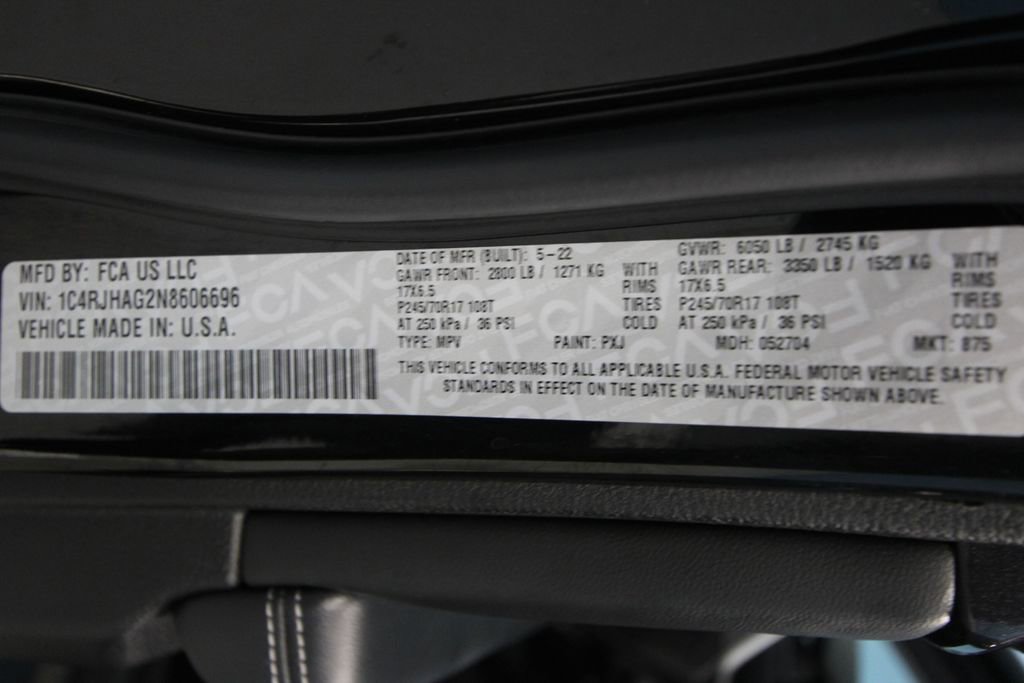 MFD BY: FCA US LLC
VIN: 1C4RJHAG2N8606696
VEHICLE MADE IN: U.S.A.
DATE OF MFR (BUILT): 5-22 GVWR: 6050 LB / 2745 KG
GAWR FRONT: 2800 LB / 1271 KG WITH GAWR REAR: 3350 LB / 1520 KG WITH
17X6.5 RIMS 17X6.5 RIMS
P245/70R17 108T TIRES P245/70R17 108T TIRES
AT 250 kPa / 36 PSI COLD AT 250 kPa / 36 PSI COLD
TYPE: MPV PAINT: PXJ MDH: 052704 MKT: 875
THIS VEHICLE CONFORMS TO ALL APPLICABLE U.S.A. FEDERAL MOTOR VEHICLE SAFETY
STANDARDS IN EFFECT ON THE DATE OF MANUFACTURE SHOWN ABOVE.